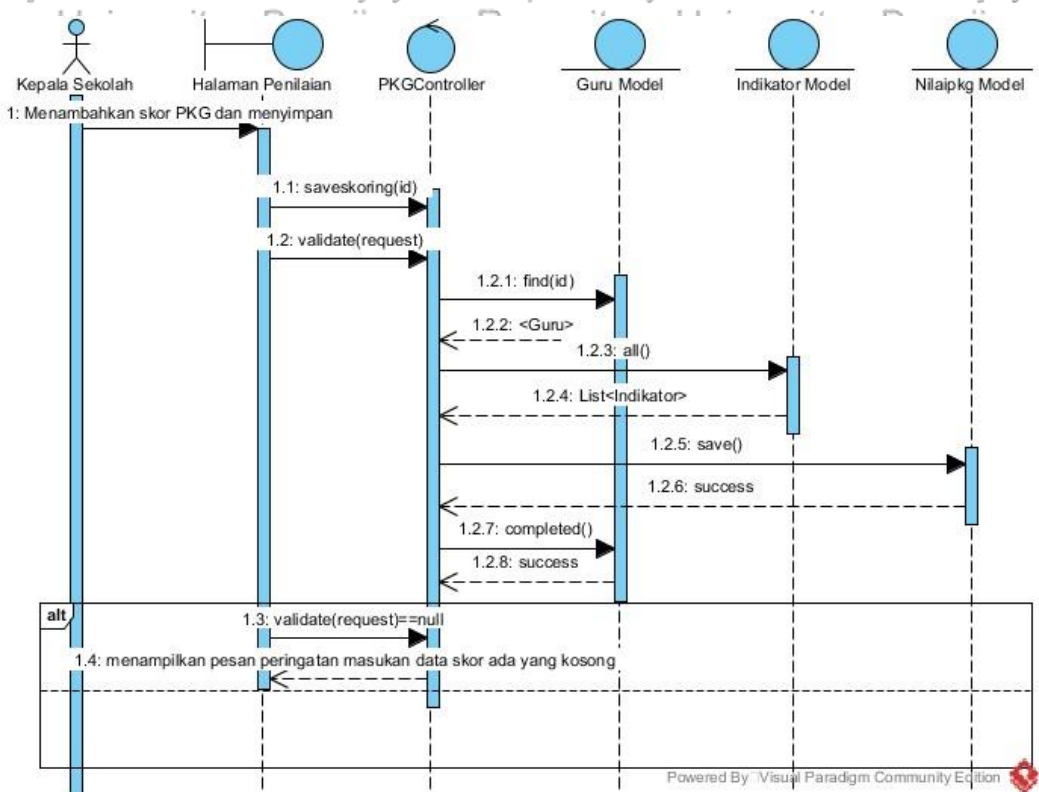 Kepala Sekolah
Halaman Penilaian
PKGController
Guru Model
Indikator Model
Nilaipkg Model
1: Menambahkan skor PKG dan menyimpan
1.1: saveskoring(id)
1.2: validate(request)
1.2.1: find(id)
1.2.2: <Guru>
1.2.3: all()
1.2.4: List<Indikator>
1.2.5: save()
1.2.6: success
1.2.7: completed()
1.2.8: success
alt
1.3: validate(request)==null
1.4: menampilkan pesan peringatan masukan data skor ada yang kosong
Powered By Visual Paradigm Community Edition